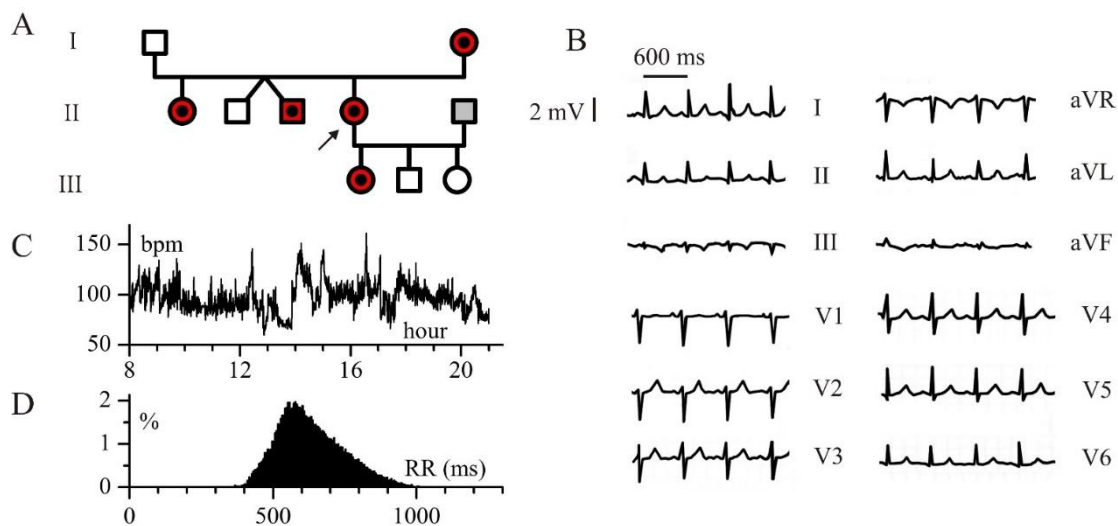 A
I
II
III
B
600 ms
2 mV
I
aVR
II
aVL
III
aVF
V1
V4
V2
V5
V3
V6
C
150
bpm
100
50
hour
8
12
16
20
D
2
%
1
0
RR (ms)
0
500
1000